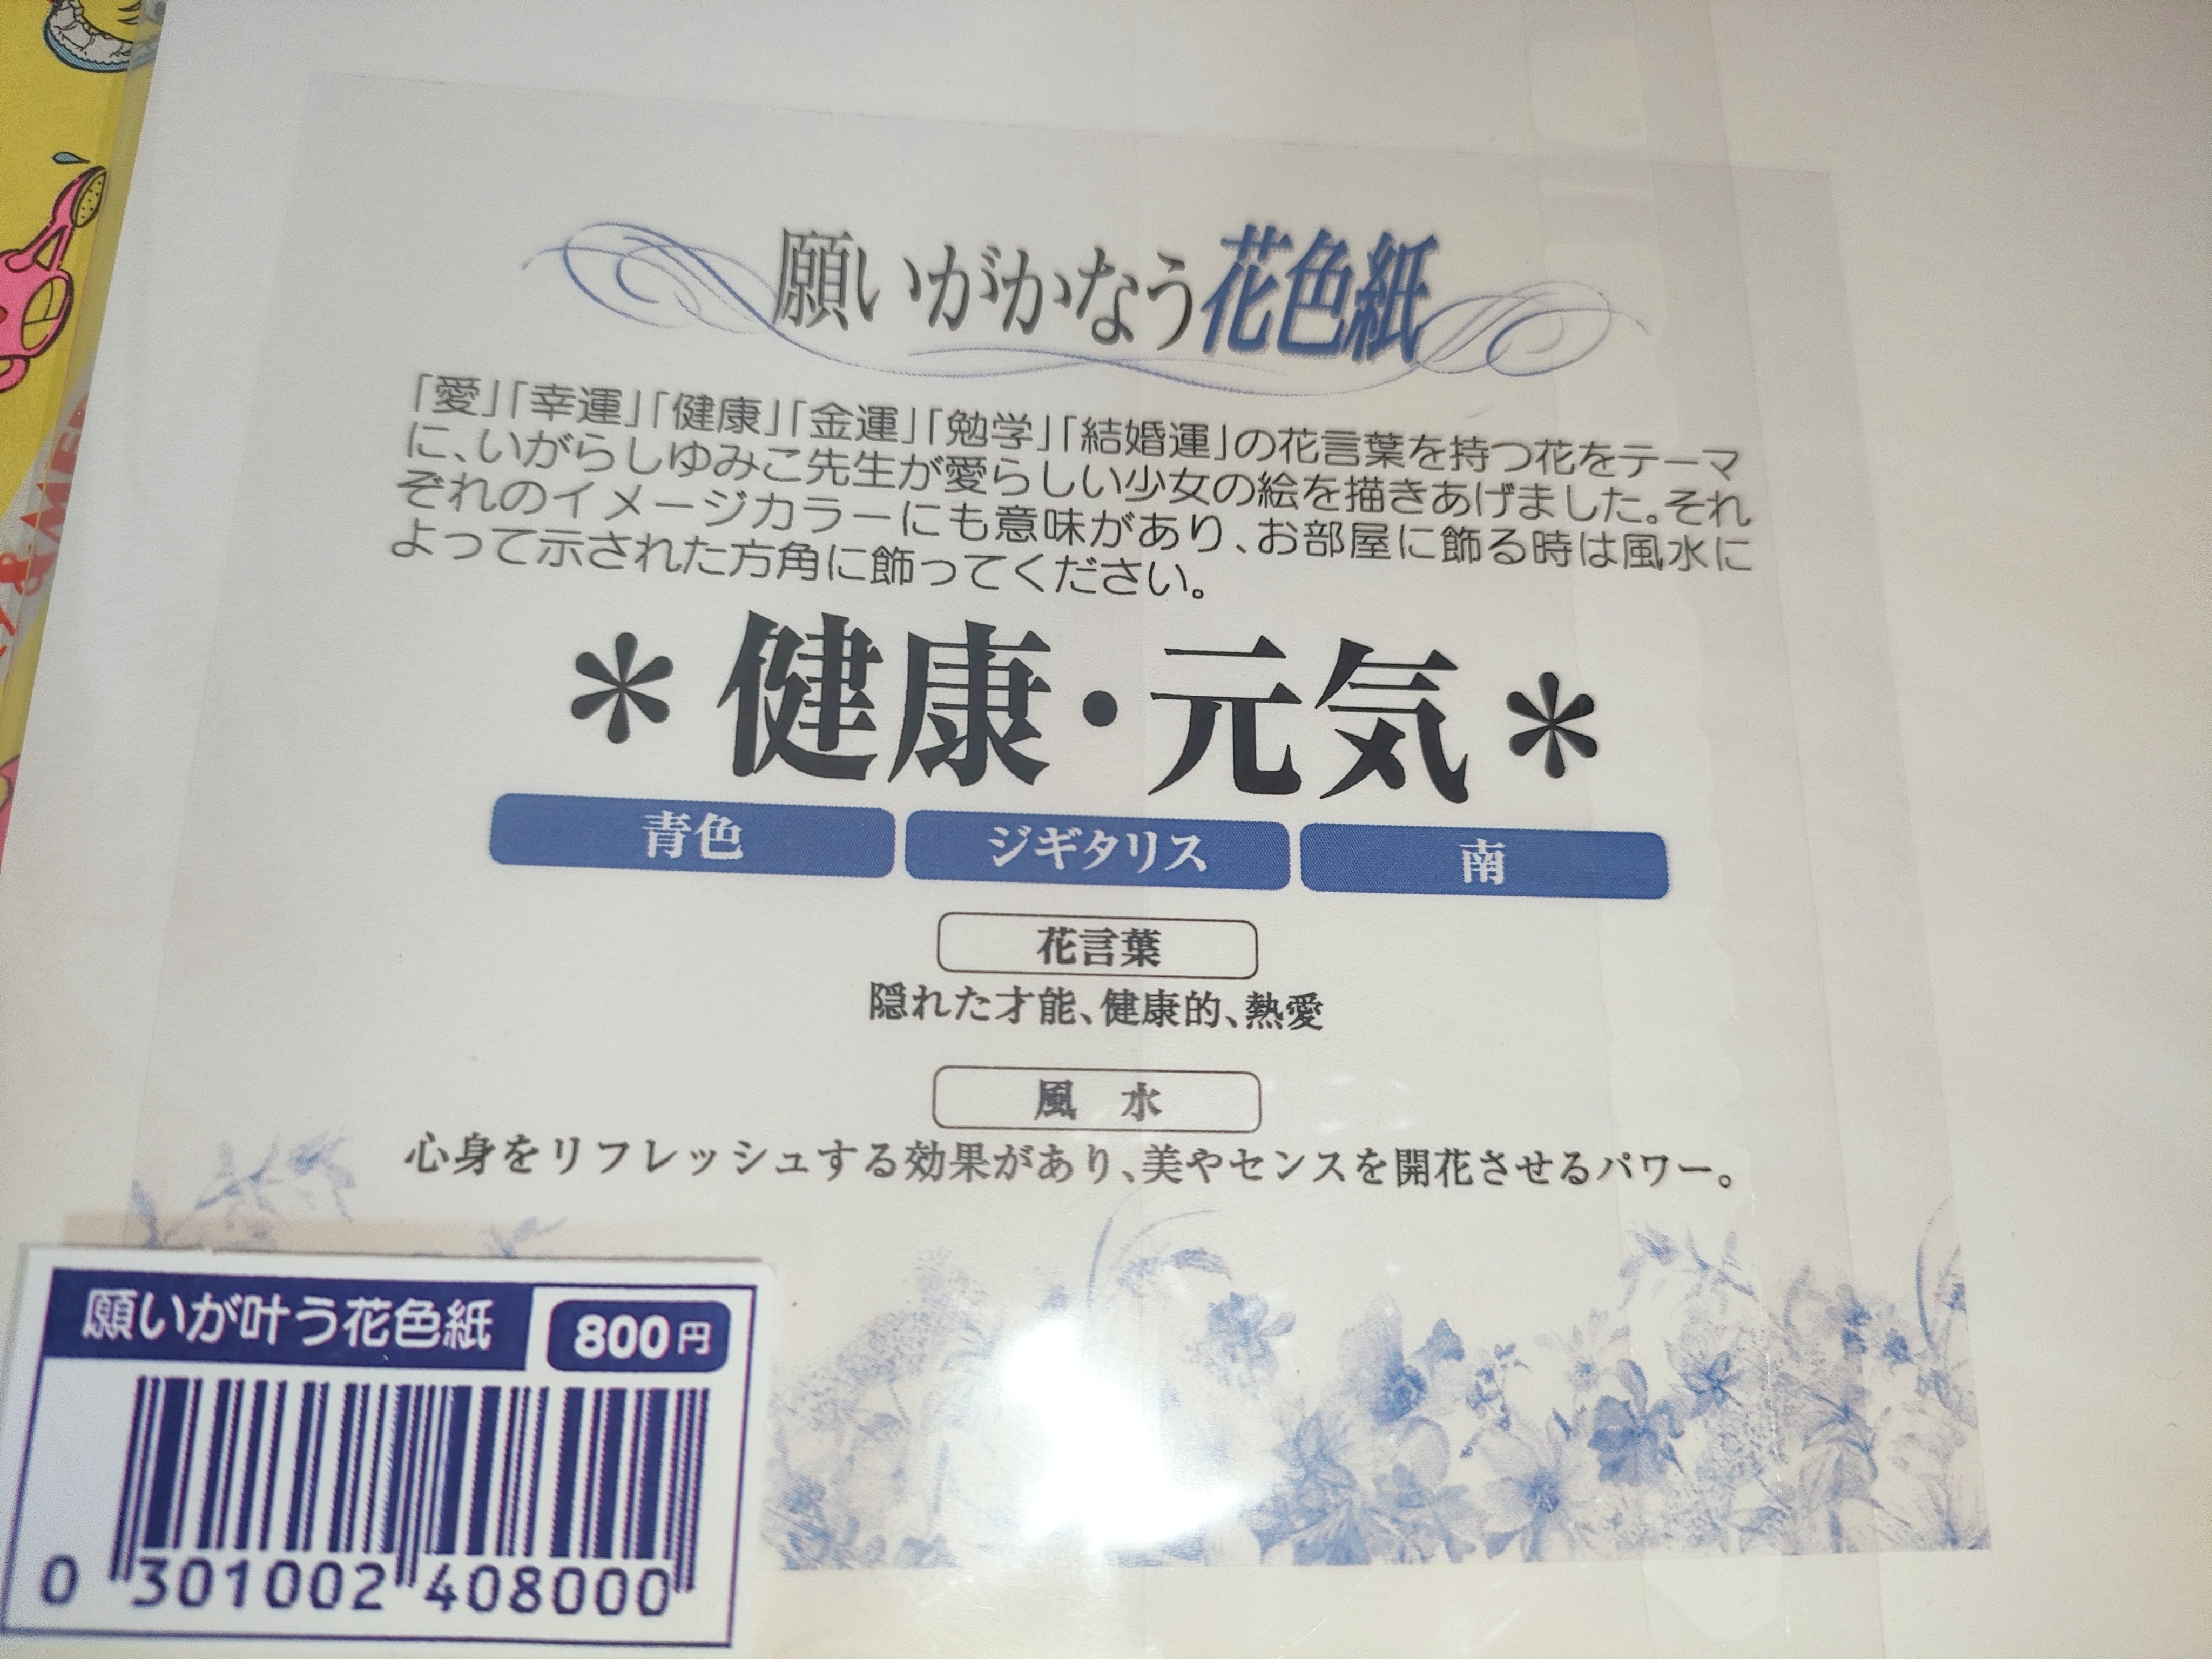 願いがかなう花色紙
「愛」「幸運」「健康」「金運」「勉学」「結婚運」の花言葉を持つ花をテーマ
に、いがらしゆみこ先生が愛らしい少女の絵を描きあげました。それ
ぞれのイメージカラーにも意味があり、お部屋に飾る時は風水に
よって示された方角に飾ってください。
＊健康・元気＊
青色 ジギタリス 南
花言葉
隠れた才能、健康的、熱愛
風 水
心身をリフレッシュする効果があり、美やセンスを開花させるパワー。
願いが叶う花色紙 800円
0 301002 408000